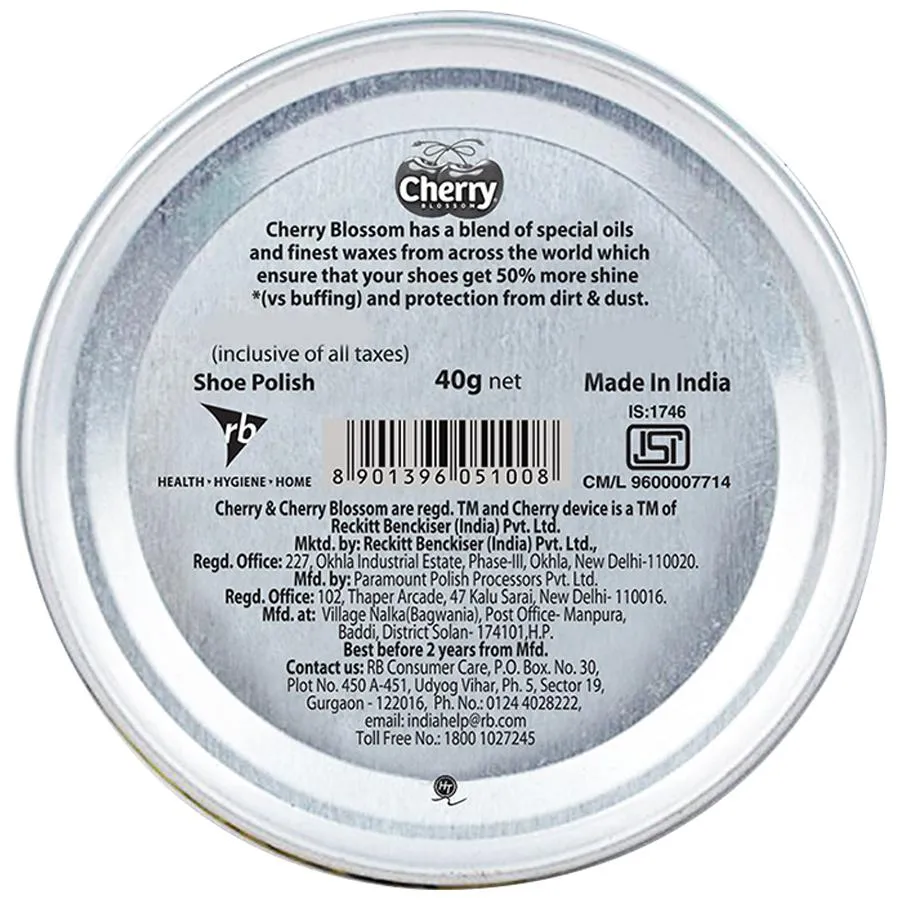 Cherry
BLOSSOM
Cherry Blossom has a blend of special oils
and finest waxes from across the world which
ensure that your shoes get 50% more shine
*(vs buffing) and protection from dirt & dust.
(inclusive of all taxes)
Shoe Polish 40g net Made In India
IS:1746
rb
ISI
HEALTH • HYGIENE • HOME 8 901396 051008 CM/L 9600007714
Cherry & Cherry Blossom are regd. TM and Cherry device is a TM of
Reckitt Benckiser (India) Pvt. Ltd.
Mktd. by: Reckitt Benckiser (India) Pvt. Ltd.,
Regd. Office: 227, Okhla Industrial Estate, Phase-III, Okhla, New Delhi-110020.
Mfd. by: Paramount Polish Processors Pvt. Ltd.
Regd. Office: 102, Thaper Arcade, 47 Kalu Sarai, New Delhi- 110016.
Mfd. at: Village Nalka(Bagwania), Post Office- Manpura,
Baddi, District Solan- 174101,H.P.
Best before 2 years from Mfd.
Contact us: RB Consumer Care, P.O. Box. No. 30,
Plot No. 450 A-451, Udyog Vihar, Ph. 5, Sector 19,
Gurgaon - 122016, Ph. No.: 0124 4028222,
email: indiahelp@rb.com
Toll Free No.: 1800 1027245
HT